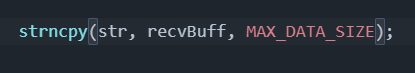 strncpy(str, recvBuff, MAX_DATA_SIZE);